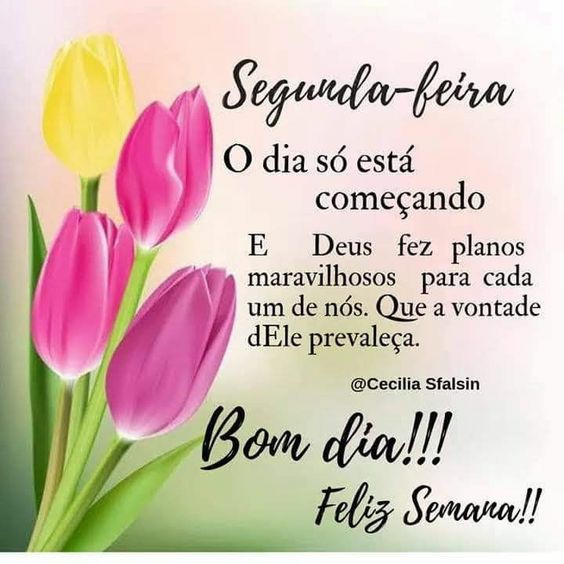 Segunda-feira
O dia só está
começando
E Deus fez planos
maravilhosos para cada
um de nós. Que a vontade
dEle prevaleça.
@Cecilia Sfalsin
Bom dia!!!
Feliz Semana!!